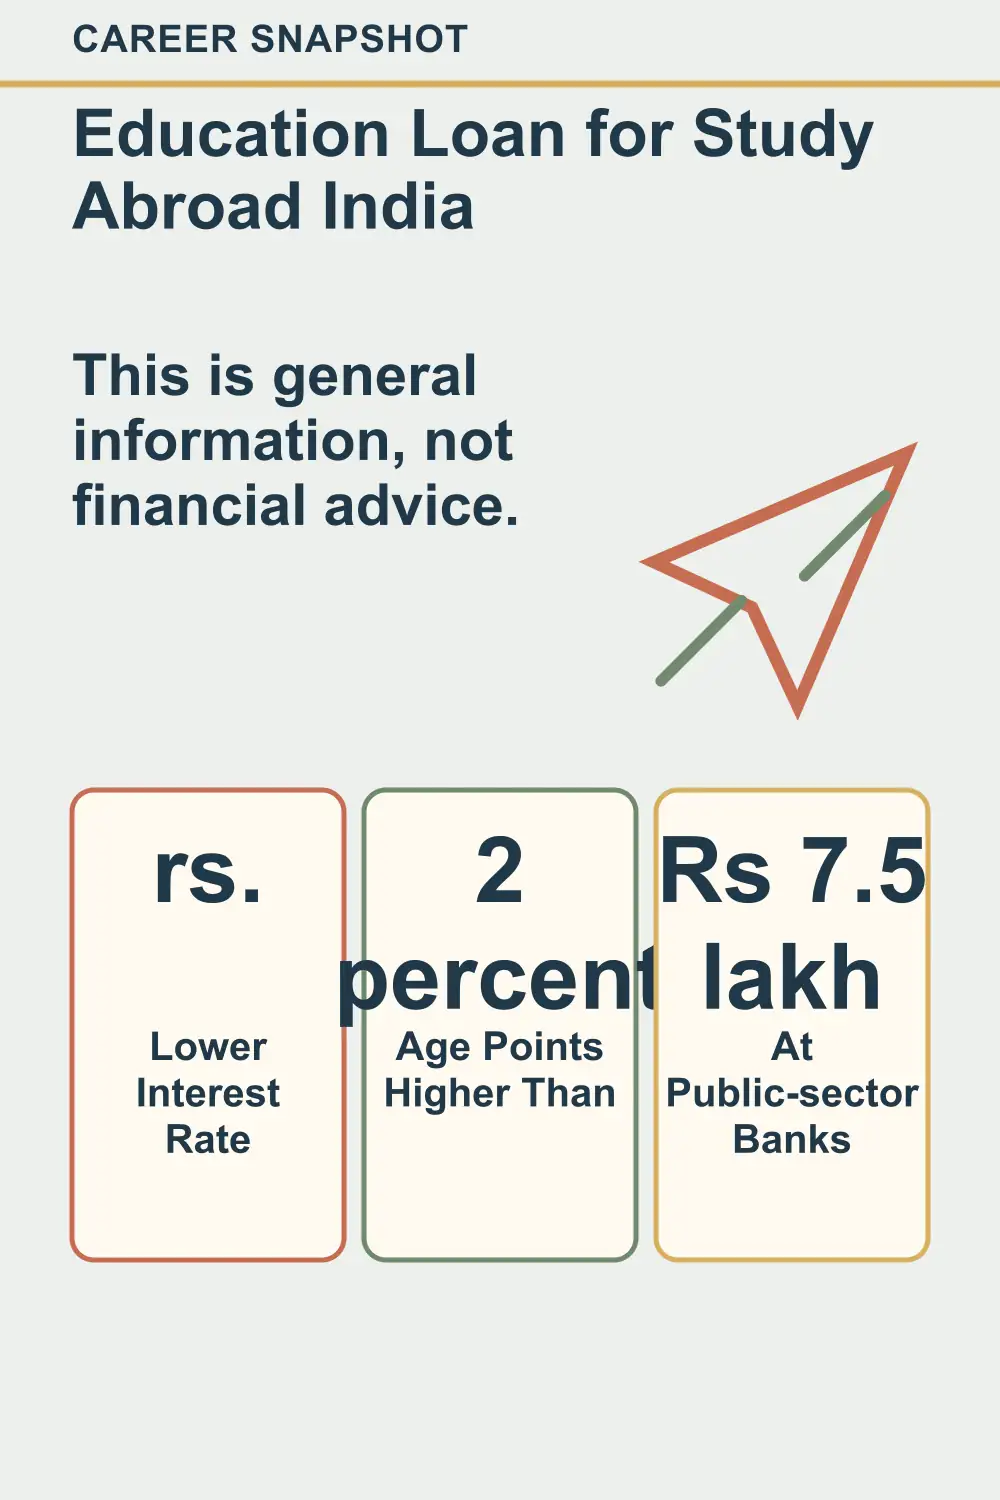 CAREER SNAPSHOT
Education Loan for Study
Abroad India
This is general
information, not
financial advice.
rs.
Lower
Interest
Rate
2
percent
Age Points
Higher Than
Rs 7.5
lakh
At
Public-sector
Banks